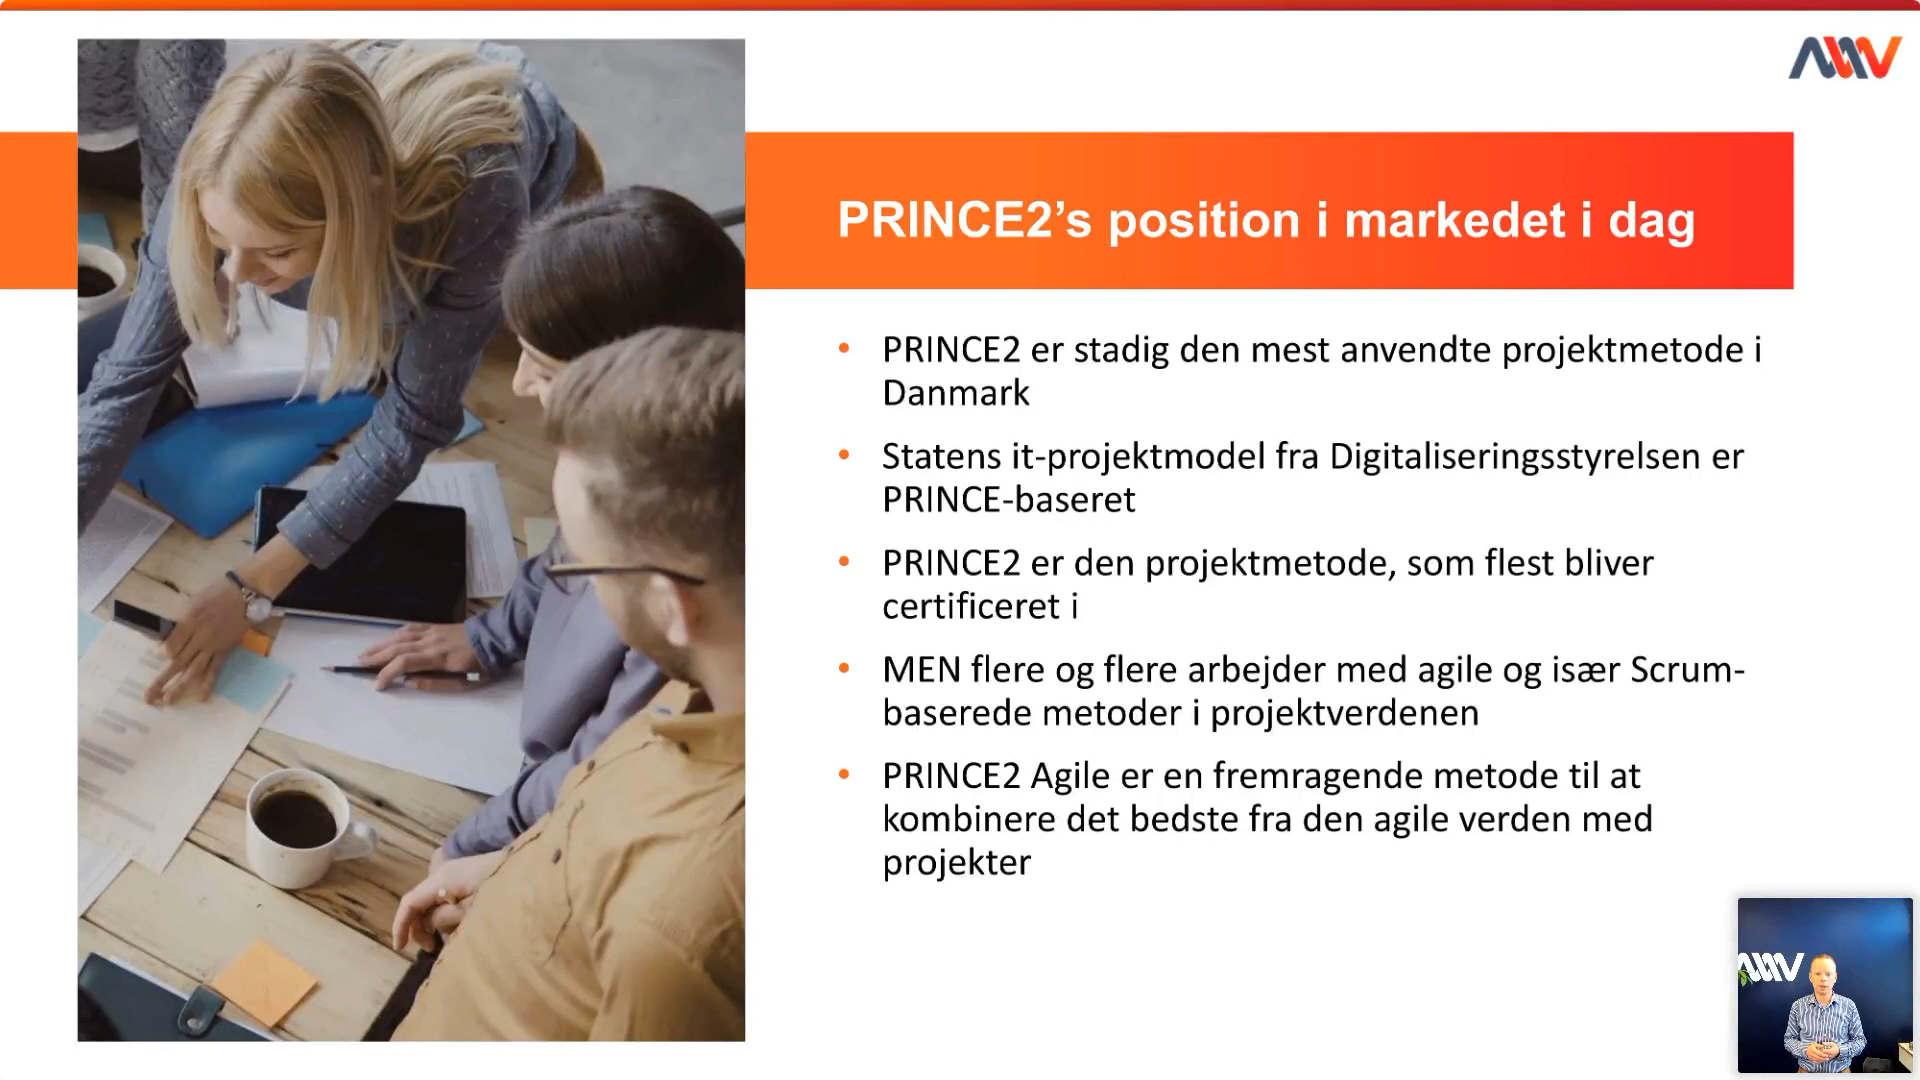 PRINCE2’s position i markedet i dag
• PRINCE2 er stadig den mest anvendte projektmetode i
Danmark
• Statens it-projektmodel fra Digitaliseringsstyrelsen er
PRINCE-baseret
• PRINCE2 er den projektmetode, som flest bliver
certificeret i
• MEN flere og flere arbejder med agile og især Scrum-
baserede metoder i projektverdenen
• PRINCE2 Agile er en fremragende metode til at
kombinere det bedste fra den agile verden med
projekter